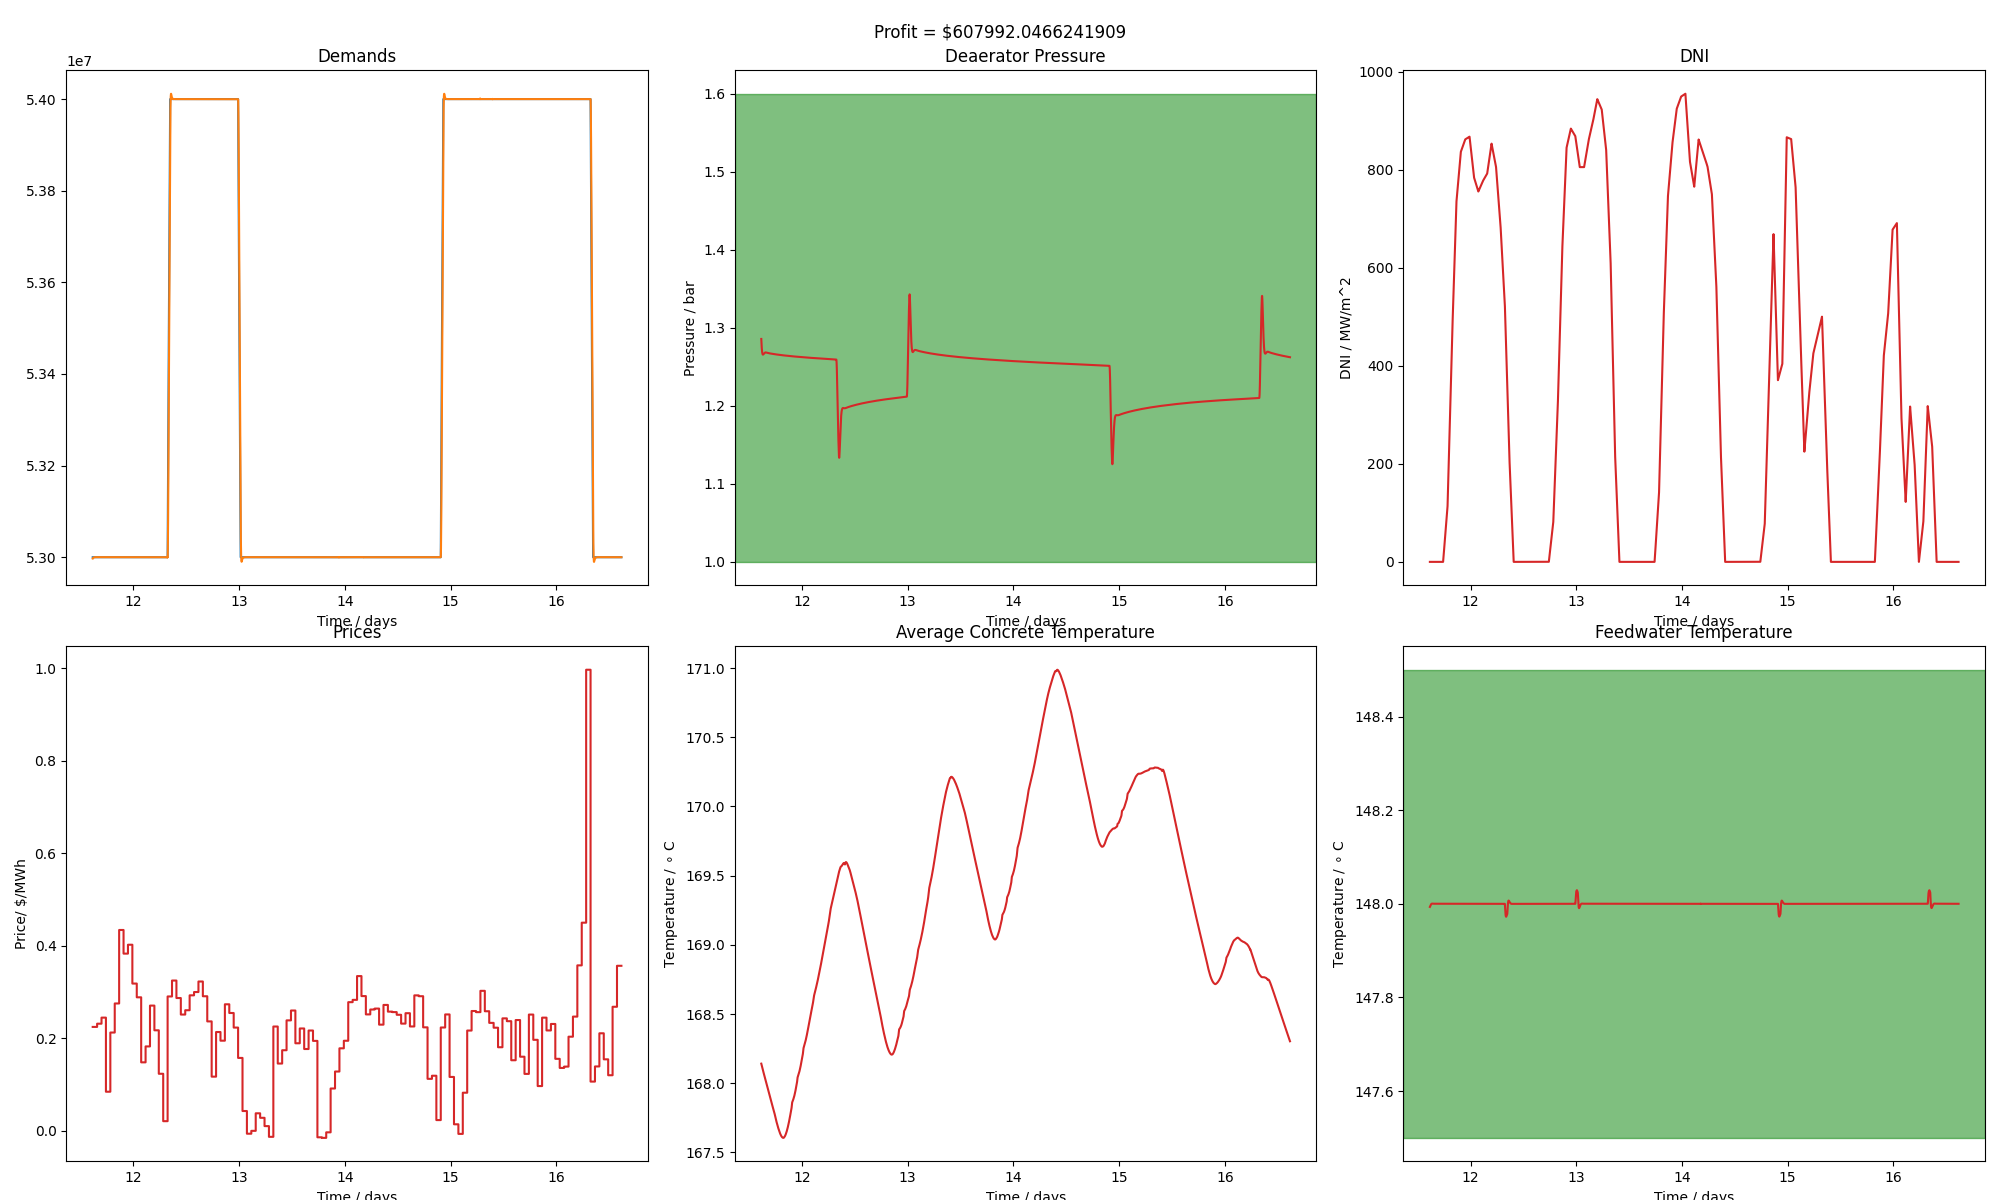 Profit = $607992.0466241909
Demands
1e7
5.40
5.38
5.36
5.34
5.32
5.30
12 13 14 15 16
Time / days
Deaerator Pressure
Pressure / bar
1.6
1.5
1.4
1.3
1.2
1.1
1.0
12 13 14 15 16
Time / days
DNI
DNI / MW/m^2
1000
800
600
400
200
0
12 13 14 15 16
Time / days
Prices
Price/ $/MWh
1.0
0.8
0.6
0.4
0.2
0.0
12 13 14 15 16
Time / days
Average Concrete Temperature
Temperature / ∘ C
171.0
170.5
170.0
169.5
169.0
168.5
168.0
167.5
12 13 14 15 16
Time / days
Feedwater Temperature
Temperature / ∘ C
148.4
148.2
148.0
147.8
147.6
12 13 14 15 16
Time / days